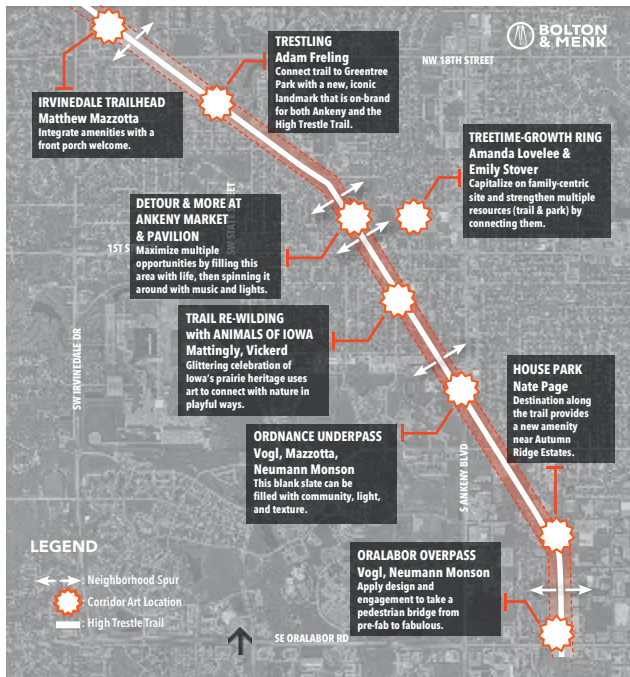 BOLTON
& MENK
NW 18TH STREET
TRESTLING
Adam Freling
Connect trail to Greentree
Park with a new, iconic
landmark that is on-brand
for both Ankeny and the
High Trestle Trail.
IRVINEDALE TRAILHEAD
Matthew Mazzotta
Integrate amenities with a
front porch welcome.
TREETIME-GROWTH RING
Amanda Lovelee &
Emily Stover
Capitalize on family-centric
site and strengthen multiple
resources (trail & park) by
connecting them.
DETOUR & MORE AT
ANKENY MARKET
& PAVILION
Maximize multiple
opportunities by filling this
area with life, then spinning it
around with music and lights.
1ST S
TRAIL RE-WILDING
with ANIMALS OF IOWA
Mattingly, Vickerd
Glittering celebration of
Iowa's prairie heritage uses
art to connect with nature in
playful ways.
SW IRVINEDALE DR
HOUSE PARK
Nate Page
Destination along
the trail provides
a new amenity
near Autumn
Ridge Estates.
ORDNANCE UNDERPASS
Vogl, Mazzotta,
Neumann Monson
This blank slate can be
filled with community, light,
and texture.
S ANKENY BLVD
ORALABOR OVERPASS
Vogl, Neumann Monson
Apply design and
engagement to take a
pedestrian bridge from
pre-fab to fabulous.
LEGEND
: Neighborhood Spur
: Corridor Art Location
: High Trestle Trail
SE ORALABOR RD